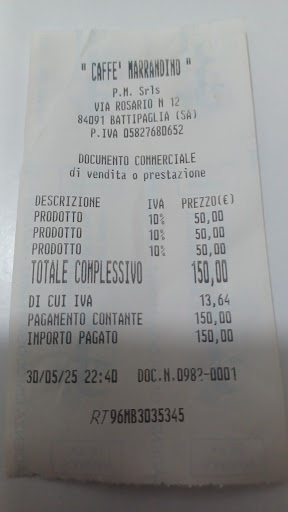 " CAFFE' MARRANDINO "
P.M. Srls
VIA ROSARIO N 12
84091 BATTIPAGLIA (SA)
P.IVA 05827680652
DOCUMENTO COMMERCIALE
di vendita o prestazione
DESCRIZIONE IVA PREZZO(€)
PRODOTTO 10% 50,00
PRODOTTO 10% 50,00
PRODOTTO 10% 50,00
TOTALE COMPLESSIVO 150,00
DI CUI IVA 13,64
PAGAMENTO CONTANTE 150,00
IMPORTO PAGATO 150,00
30/05/25 22:40 DOC.N.0982-0001
RT 96MB3035345